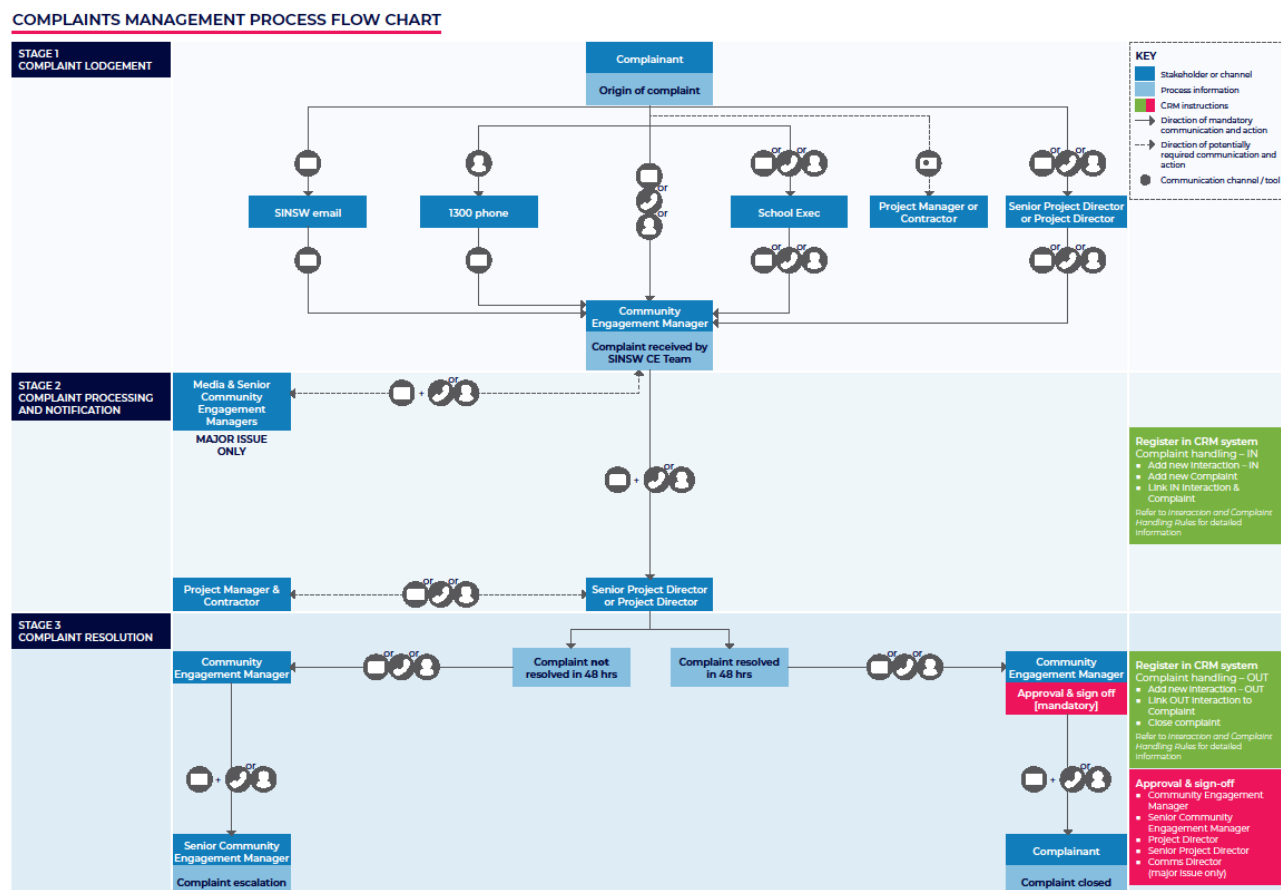 COMPLAINTS MANAGEMENT PROCESS FLOW CHART
STAGE 1
COMPLAINT LODGEMENT
Complainant
Origin of complaint
or
or
or
or
or
or
SINSW email
1300 phone
School Exec
Project Manager or
Contractor
Senior Project Director
or Project Director
or
or
or
or
Community
Engagement Manager
Complaint received by
SINSW CE Team
KEY
Stakeholder or channel
Process information
CRM instructions
Direction of mandatory
communication and action
Direction of potentially
required communication and
action
Communication channel / tool
STAGE 2
COMPLAINT PROCESSING
AND NOTIFICATION
Media & Senior
Community
Engagement
Managers
MAJOR ISSUE
ONLY
+
or
+
or
Project Manager &
Contractor
or
or
Senior Project Director
or Project Director
Register in CRM system
Complaint handling – IN
▪ Add new Interaction – IN
▪ Add new Complaint
▪ Link IN Interaction &
Complaint
Refer to Interaction and Complaint
Handling Rules for detailed
information
STAGE 3
COMPLAINT RESOLUTION
Community
Engagement Manager
or
or
Complaint not
resolved in 48 hrs
Complaint resolved
in 48 hrs
or
or
Community
Engagement Manager
Approval & sign off
[mandatory]
+
or
+
or
Senior Community
Engagement Manager
Complaint escalation
Complainant
Complaint closed
Register in CRM system
Complaint handling – OUT
▪ Add new Interaction – OUT
▪ Link OUT Interaction to
Complaint
▪ Close complaint
Refer to Interaction and Complaint
Handling Rules for detailed
information
Approval & sign-off
▪ Community Engagement
Manager
▪ Senior Community
Engagement Manager
▪ Project Director
▪ Senior Project Director
▪ Comms Director
(major issue only)